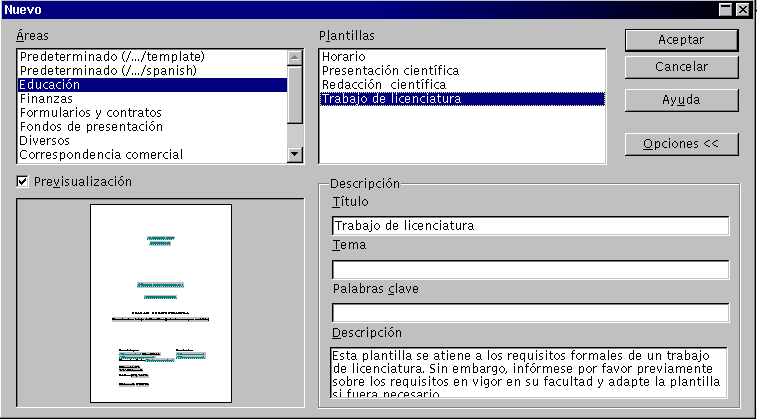 Nuevo
Áreas
Predeterminado (/.../template)
Predeterminado (/.../spanish)
Educación
Finanzas
Formularios y contratos
Fondos de presentación
Diversos
Correspondencia comercial
Plantillas
Horario
Presentación científica
Redacción  científica
Trabajo de licenciatura
Aceptar
Cancelar
Ayuda
Opciones <<
Previsualización
Descripción
Título
Trabajo de licenciatura
Tema
Palabras clave
Descripción
Esta plantilla se atiene a los requisitos formales de un trabajo
de licenciatura. Sin embargo, infórmese por favor previamente
sobre los requisitos en vigor en su facultad y adapte la plantilla
si fuera necesario